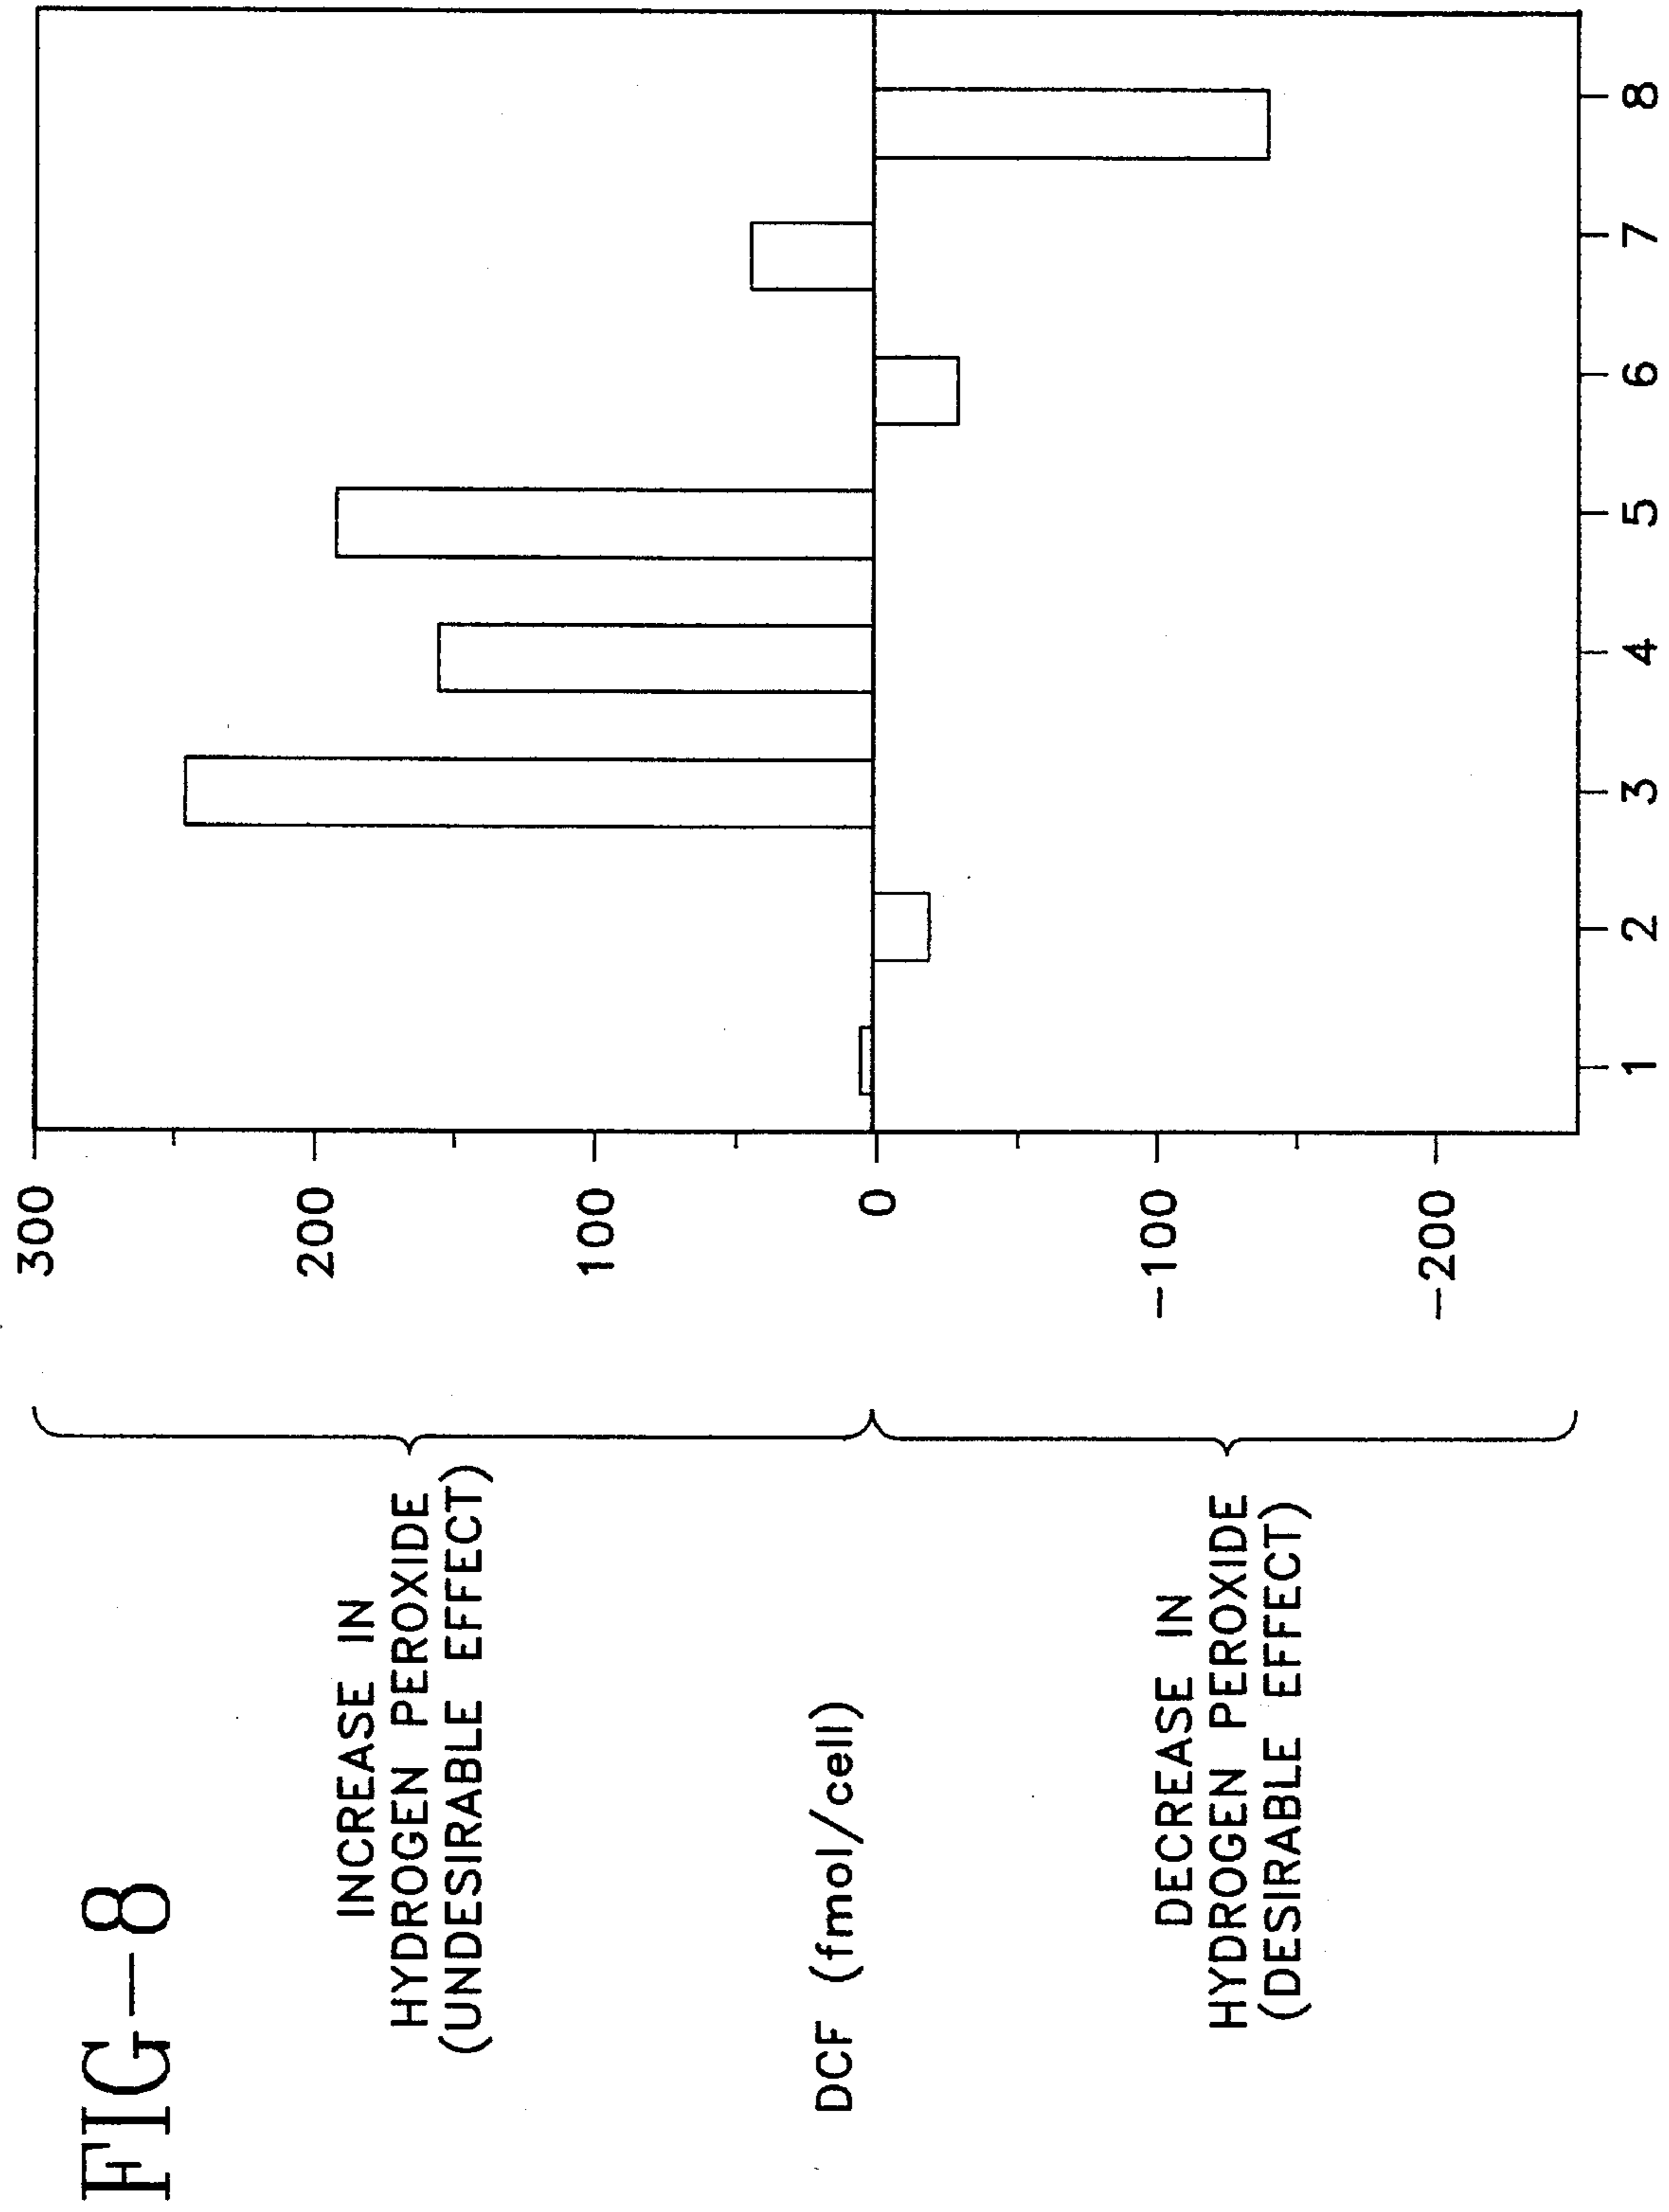 FIG-8
INCREASE IN
HYDROGEN PEROXIDE
(UNDESIRABLE EFFECT)
DCF (fmol/cell)
DECREASE IN
HYDROGEN PEROXIDE
(DESIRABLE EFFECT)
300
200
100
0
-100
-200
1 2 3 4 5 6 7 8